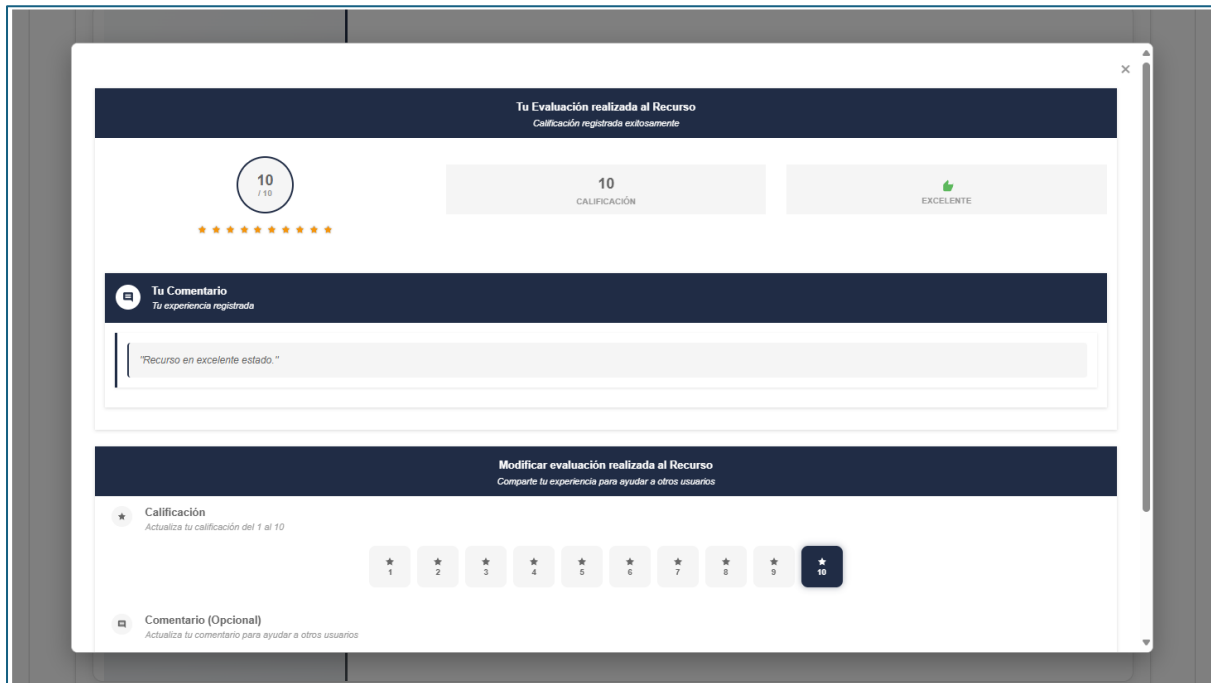 ×
Tu Evaluación realizada al Recurso
Calificación registrada exitosamente
10
/ 10
10
CALIFICACIÓN
EXCELENTE
Tu Comentario
Tu experiencia registrada
"Recurso en excelente estado."
Modificar evaluación realizada al Recurso
Comparte tu experiencia para ayudar a otros usuarios
Calificación
Actualiza tu calificación del 1 al 10
1 2 3 4 5 6 7 8 9 10
Comentario (Opcional)
Actualiza tu comentario para ayudar a otros usuarios